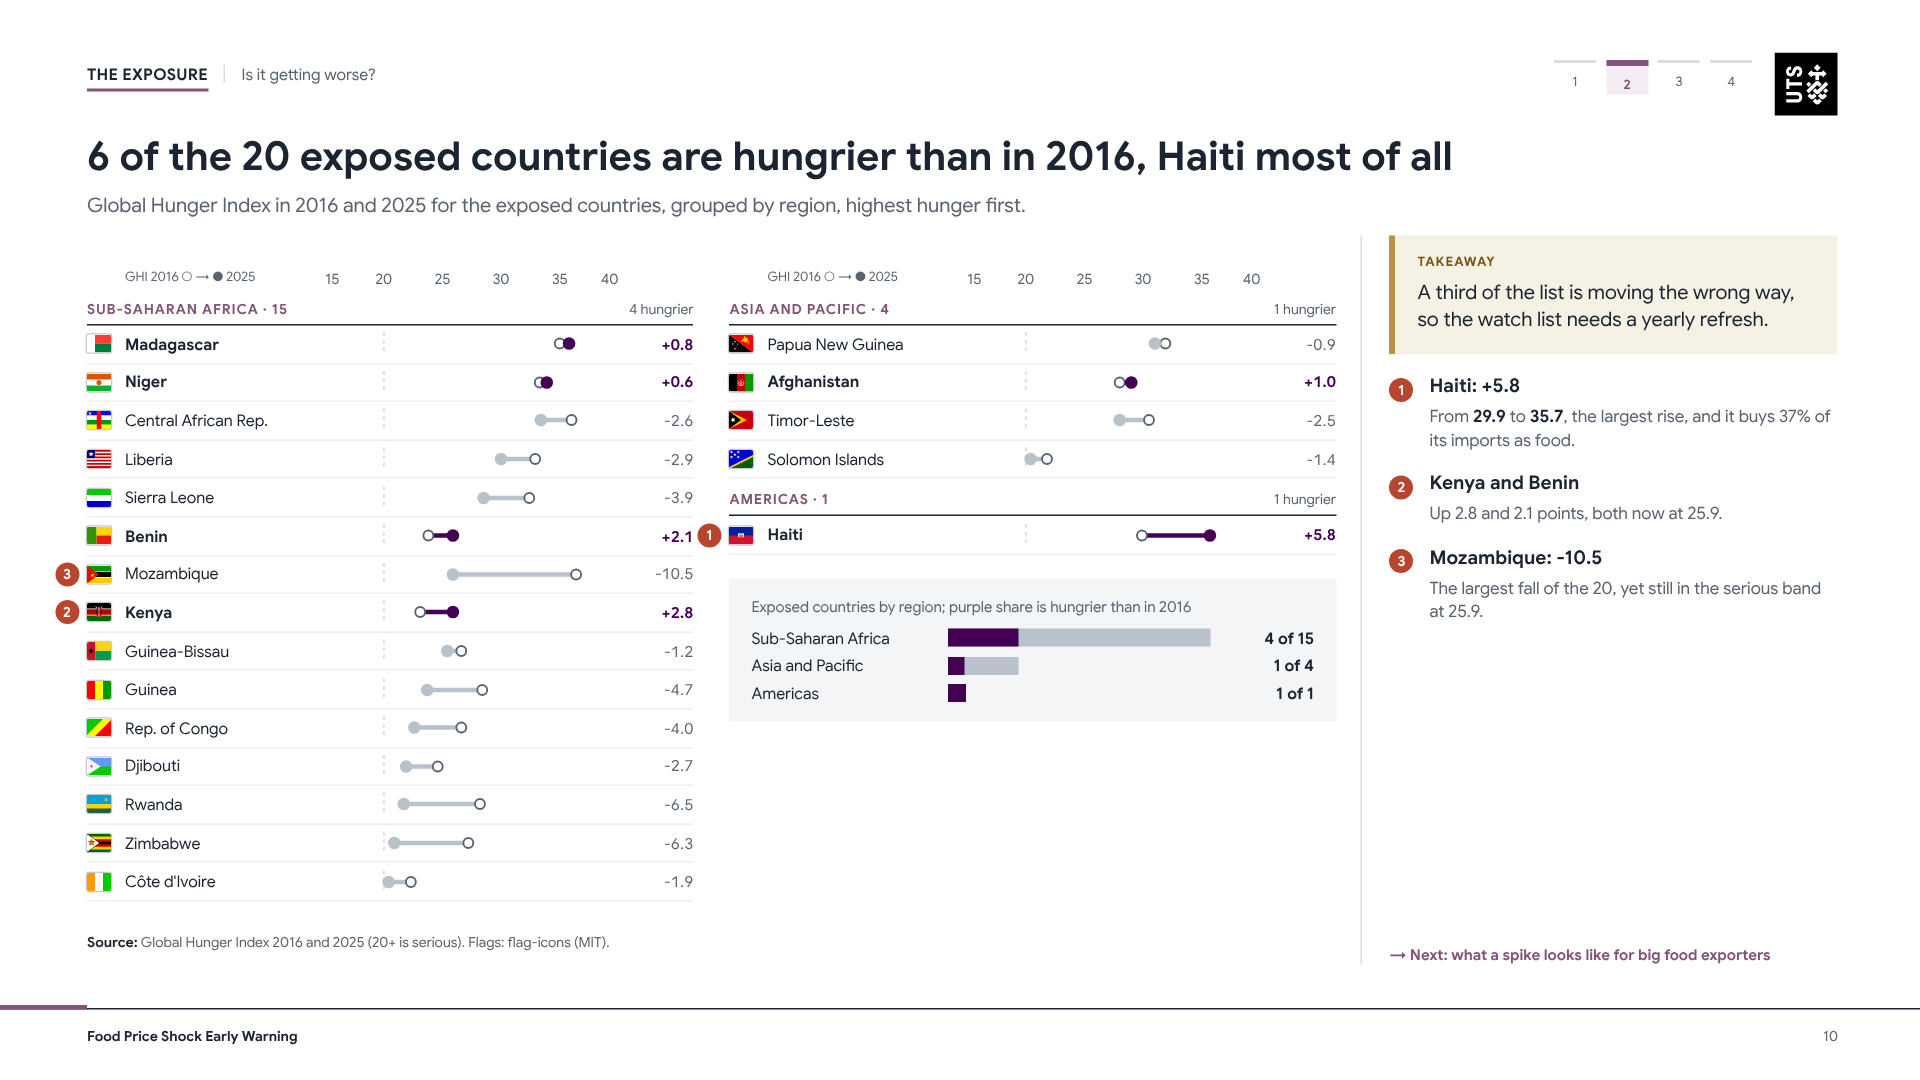 THE EXPOSURE
Is it getting worse?
1 2 3 4
UTS
6 of the 20 exposed countries are hungrier than in 2016, Haiti most of all
Global Hunger Index in 2016 and 2025 for the exposed countries, grouped by region, highest hunger first.
GHI 2016 ○ → ● 2025 15 20 25 30 35 40
SUB-SAHARAN AFRICA · 15 4 hungrier
Madagascar +0.8
Niger +0.6
Central African Rep. -2.6
Liberia -2.9
Sierra Leone -3.9
Benin +2.1
3 Mozambique -10.5
2 Kenya +2.8
Guinea-Bissau -1.2
Guinea -4.7
Rep. of Congo -4.0
Djibouti -2.7
Rwanda -6.5
Zimbabwe -6.3
Côte d'Ivoire -1.9
GHI 2016 ○ → ● 2025 15 20 25 30 35 40
ASIA AND PACIFIC · 4 1 hungrier
Papua New Guinea -0.9
Afghanistan +1.0
Timor-Leste -2.5
Solomon Islands -1.4
AMERICAS · 1 1 hungrier
1 Haiti +5.8
Exposed countries by region; purple share is hungrier than in 2016
Sub-Saharan Africa 4 of 15
Asia and Pacific 1 of 4
Americas 1 of 1
TAKEAWAY
A third of the list is moving the wrong way,
so the watch list needs a yearly refresh.
1 Haiti: +5.8
From 29.9 to 35.7, the largest rise, and it buys 37% of
its imports as food.
2 Kenya and Benin
Up 2.8 and 2.1 points, both now at 25.9.
3 Mozambique: -10.5
The largest fall of the 20, yet still in the serious band
at 25.9.
Source: Global Hunger Index 2016 and 2025 (20+ is serious). Flags: flag-icons (MIT).
→ Next: what a spike looks like for big food exporters
Food Price Shock Early Warning
10